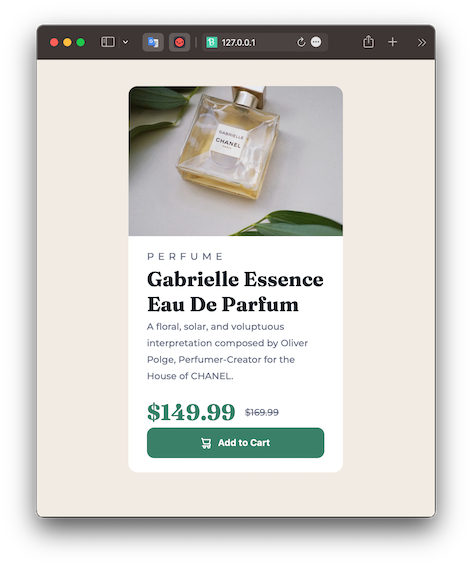 127.0.0.1
GABRIELLE
CHANEL
PERFUME
Gabrielle Essence
Eau De Parfum
A floral, solar, and voluptuous
interpretation composed by Oliver
Polge, Perfumer-Creator for the
House of CHANEL.
$149.99 $169.99
Add to Cart